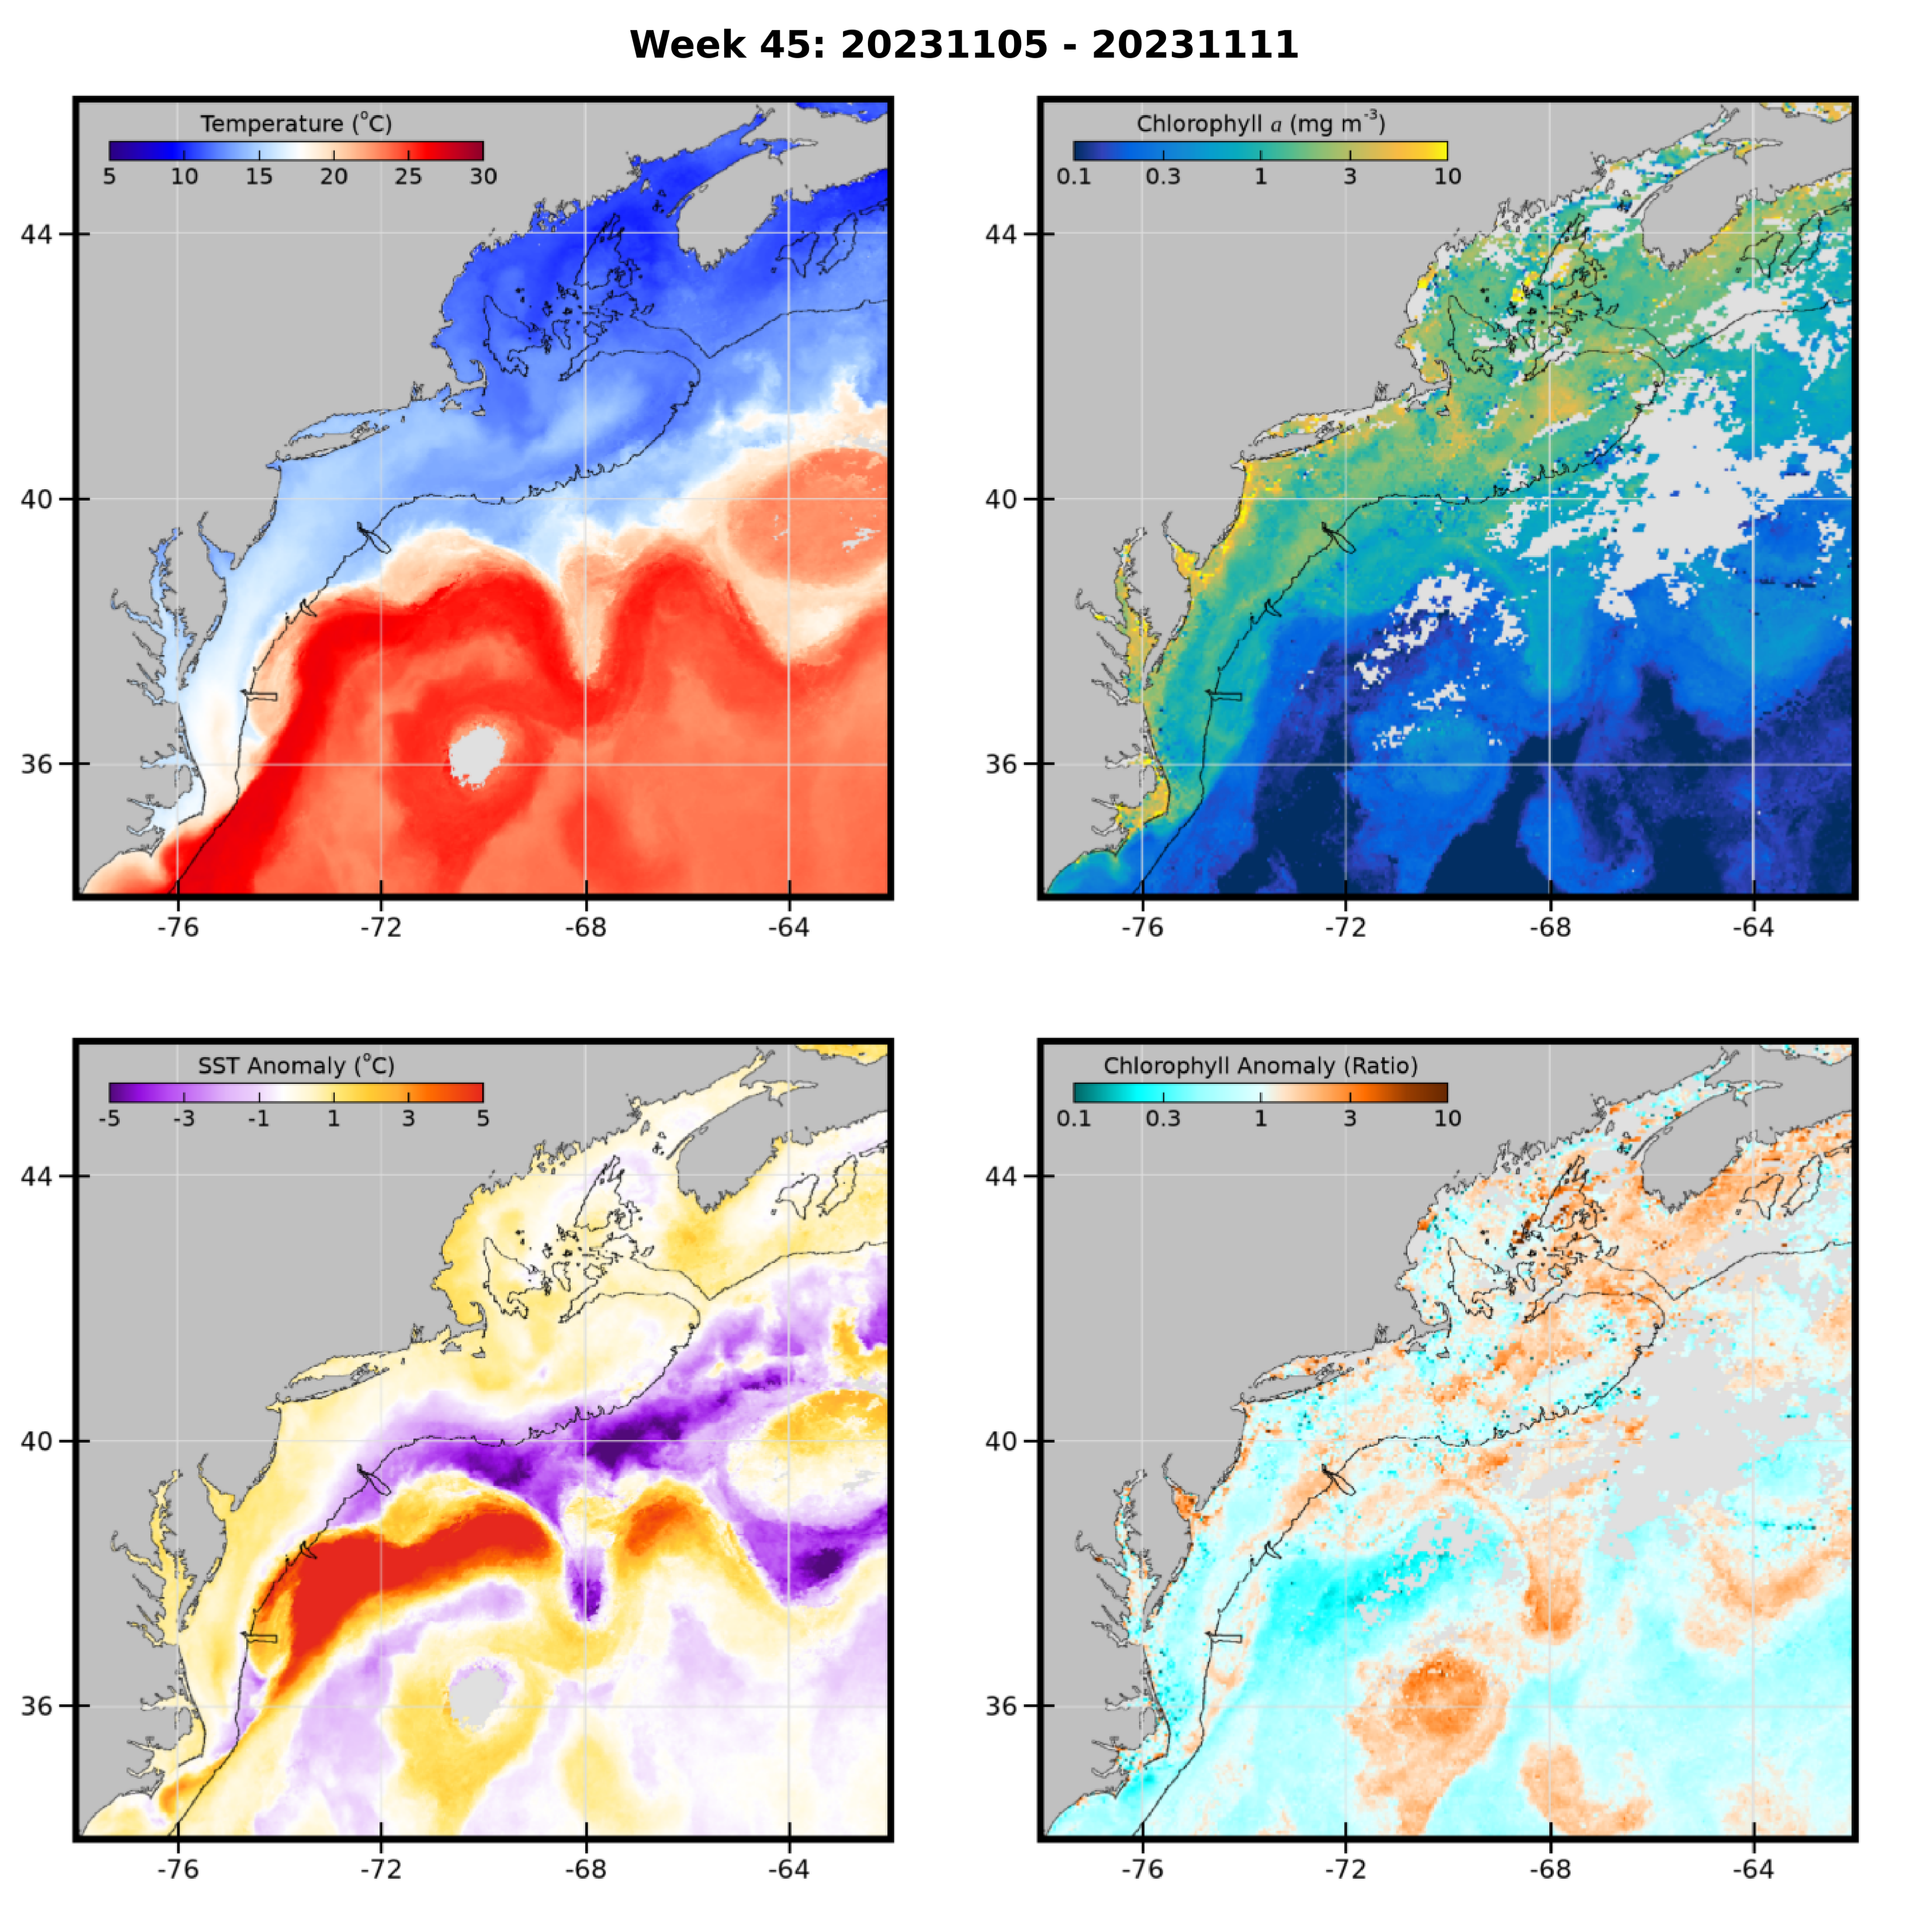 Week 45: 20231105 - 20231111
Temperature (°C)
5 10 15 20 25 30
44
40
36
-76 -72 -68 -64
Chlorophyll a (mg m⁻³)
0.1 0.3 1 3 10
44
40
36
-76 -72 -68 -64
SST Anomaly (°C)
-5 -3 -1 1 3 5
44
40
36
-76 -72 -68 -64
Chlorophyll Anomaly (Ratio)
0.1 0.3 1 3 10
44
40
36
-76 -72 -68 -64